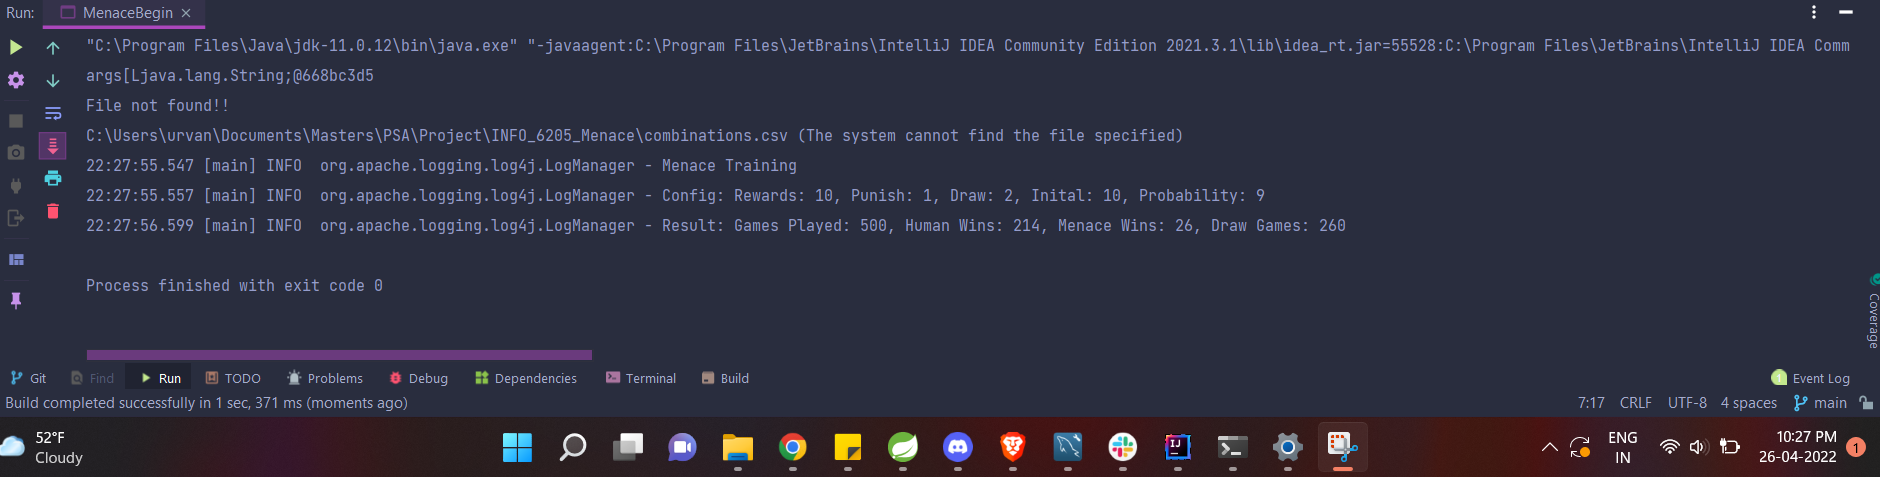 Run: MenaceBegin ×
"C:\Program Files\Java\jdk-11.0.12\bin\java.exe" "-javaagent:C:\Program Files\JetBrains\IntelliJ IDEA Community Edition 2021.3.1\lib\idea_rt.jar=55528:C:\Program Files\JetBrains\IntelliJ IDEA Comm
args[Ljava.lang.String;@668bc3d5
File not found!!
C:\Users\urvan\Documents\Masters\PSA\Project\INFO_6205_Menace\combinations.csv (The system cannot find the file specified)
22:27:55.547 [main] INFO  org.apache.logging.log4j.LogManager - Menace Training
22:27:55.557 [main] INFO  org.apache.logging.log4j.LogManager - Config: Rewards: 10, Punish: 1, Draw: 2, Inital: 10, Probability: 9
22:27:56.599 [main] INFO  org.apache.logging.log4j.LogManager - Result: Games Played: 500, Human Wins: 214, Menace Wins: 26, Draw Games: 260
Process finished with exit code 0
Coverage
Git Find Run TODO Problems Debug Dependencies Terminal Build 1 Event Log
Build completed successfully in 1 sec, 371 ms (moments ago) 7:17 CRLF UTF-8 4 spaces main
52°F
Cloudy
IJ
ENG
IN
10:27 PM
26-04-2022
1